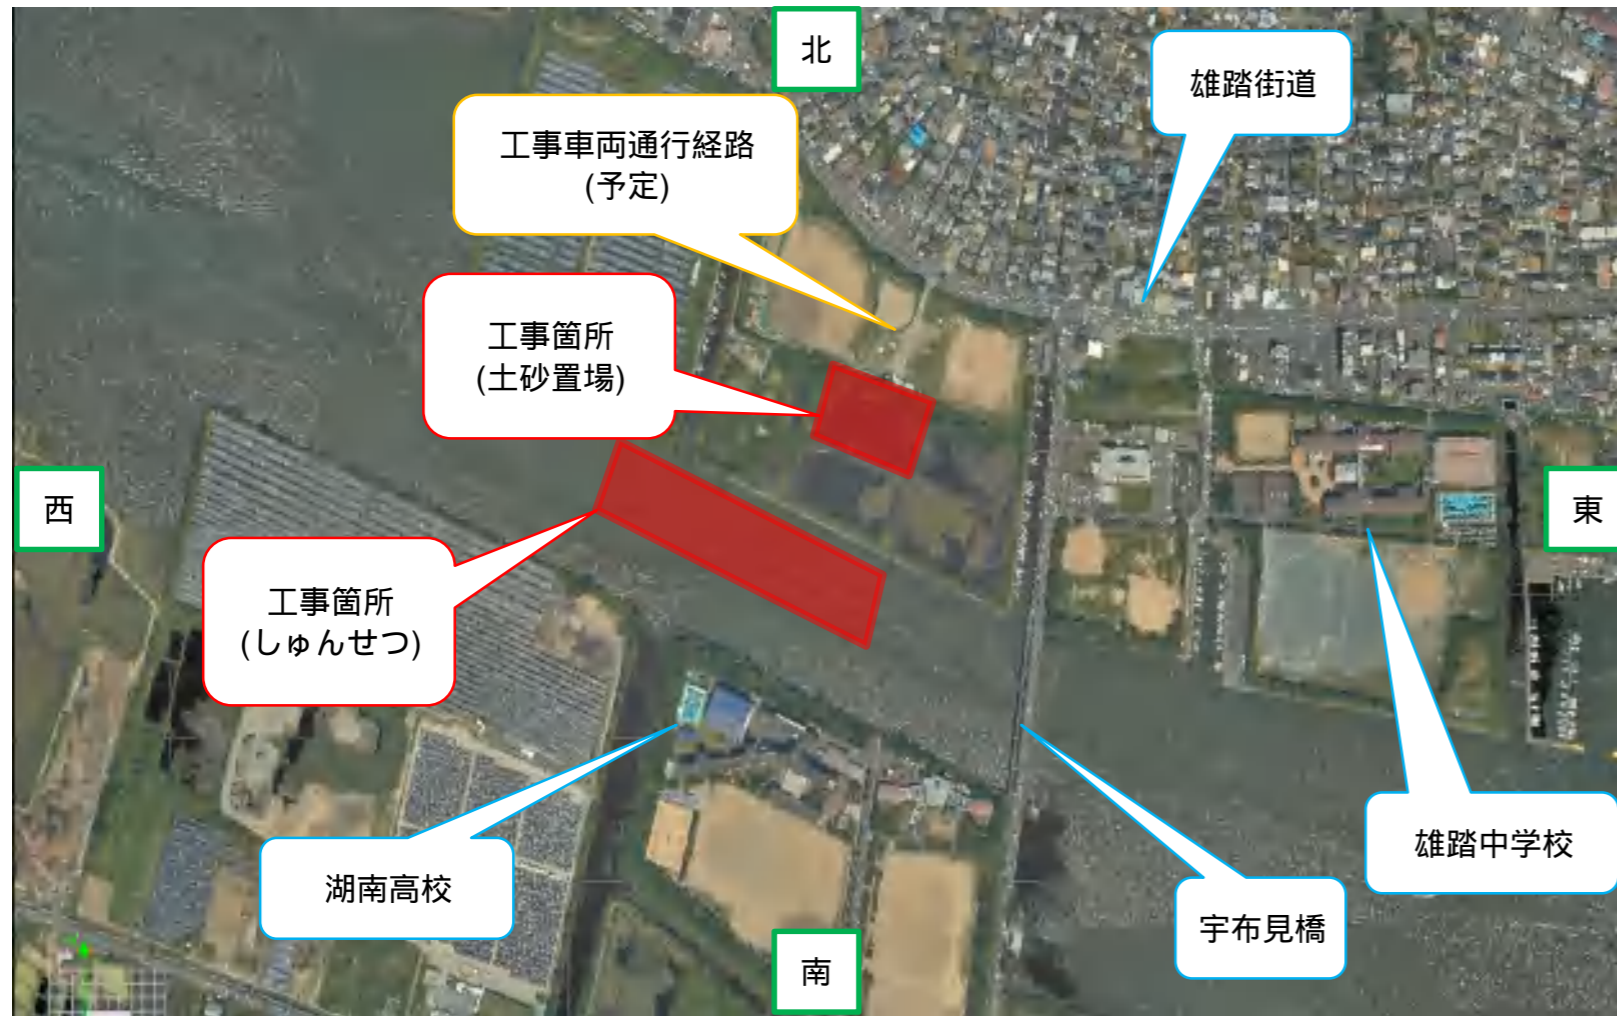 北
雄踏街道
工事車両通行経路
(予定)
工事箇所
(土砂置場)
西
東
工事箇所
(しゅんせつ)
雄踏中学校
湖南高校
宇布見橋
南